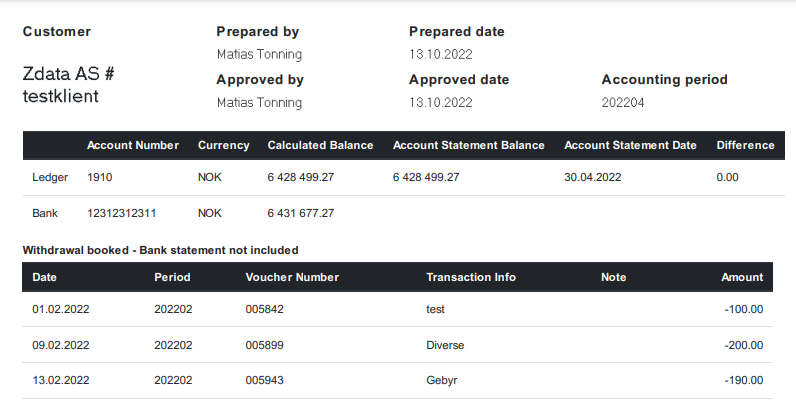 Customer Prepared by Prepared date
Matias Tonning 13.10.2022
Zdata AS #
testklient
Approved by Approved date Accounting period
Matias Tonning 13.10.2022 202204
Account Number Currency Calculated Balance Account Statement Balance Account Statement Date Difference
Ledger 1910 NOK 6 428 499.27 6 428 499.27 30.04.2022 0.00
Bank 12312312311 NOK 6 431 677.27
Withdrawal booked - Bank statement not included
Date Period Voucher Number Transaction Info Note Amount
01.02.2022 202202 005842 test -100.00
09.02.2022 202202 005899 Diverse -200.00
13.02.2022 202202 005943 Gebyr -190.00